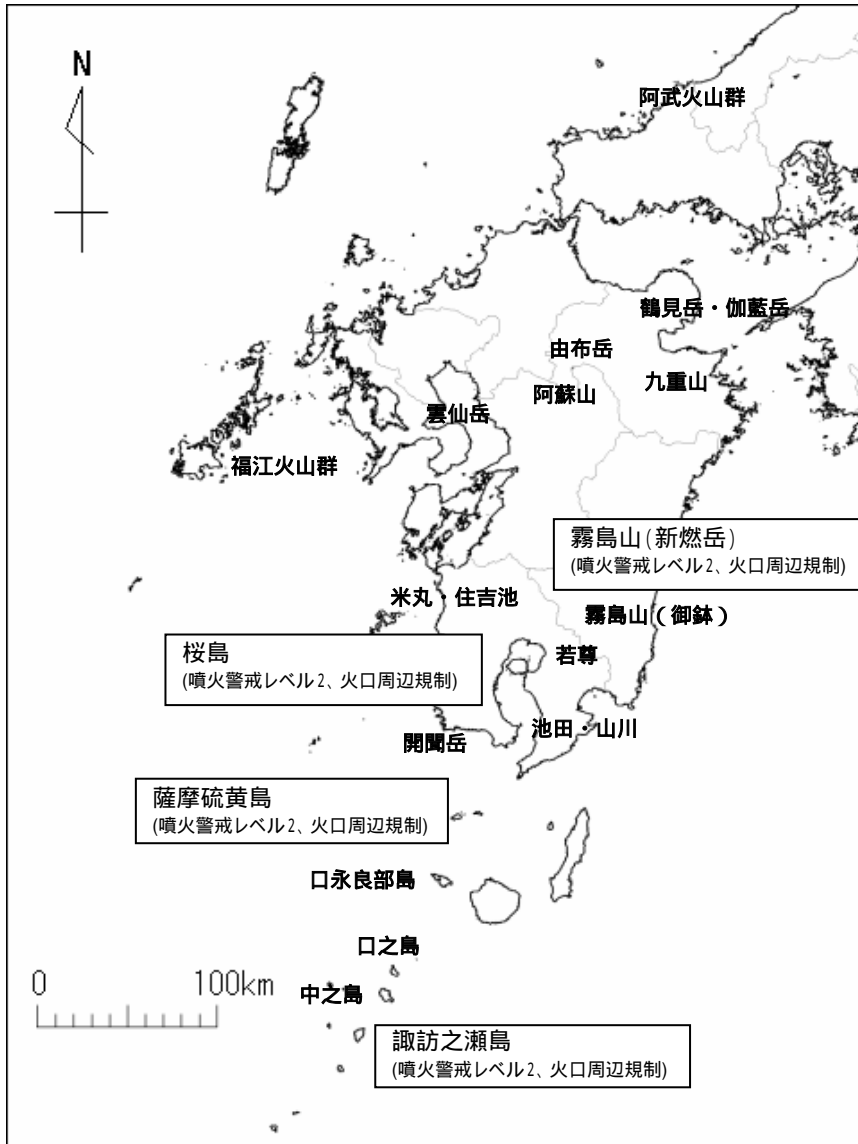 N
阿武火山群
鶴見岳・伽藍岳
由布岳
九重山
阿蘇山
雲仙岳
福江火山群
霧島山(新燃岳)
(噴火警戒レベル2、火口周辺規制)
米丸・住吉池
霧島山(御鉢)
桜島
(噴火警戒レベル2、火口周辺規制)
若尊
池田・山川
開聞岳
薩摩硫黄島
(噴火警戒レベル2、火口周辺規制)
口永良部島
口之島
0 100km
中之島
諏訪之瀬島
(噴火警戒レベル2、火口周辺規制)